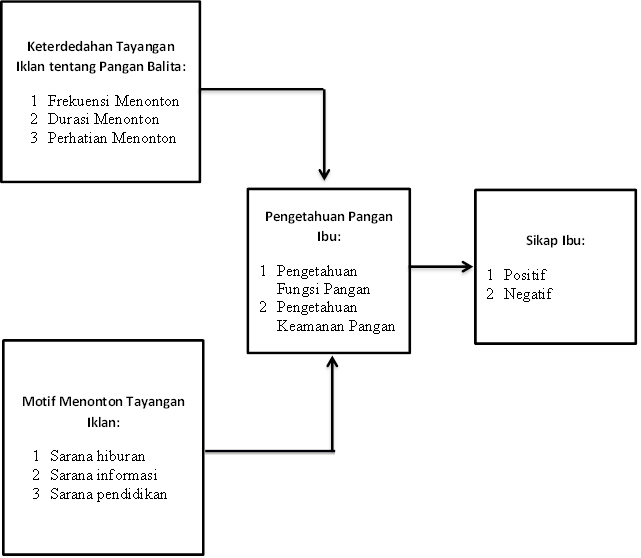 Keterdedahan Tayangan
Iklan tentang Pangan Balita:
1 Frekuensi Menonton
2 Durasi Menonton
3 Perhatian Menonton
Pengetahuan Pangan
Ibu:
1 Pengetahuan
Fungsi Pangan
2 Pengetahuan
Keamanan Pangan
Sikap Ibu:
1 Positif
2 Negatif
Motif Menonton Tayangan
Iklan:
1 Sarana hiburan
2 Sarana informasi
3 Sarana pendidikan